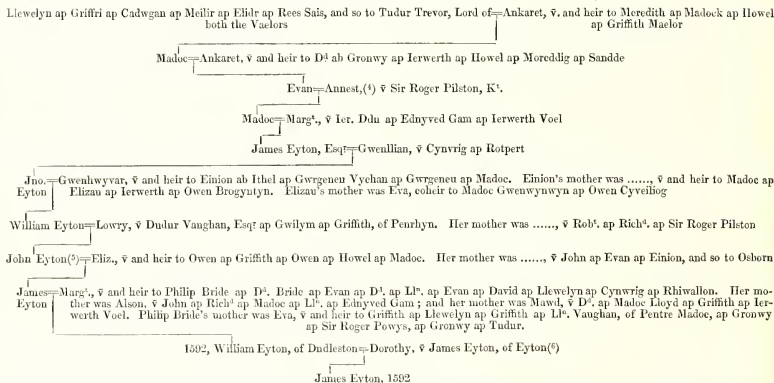 Llewelyn ap Griffri ap Cadwgan ap Meilir ap Elidr ap Rees Sais, and so to Tudur Trevor, Lord of=Ankaret, v̄. and heir to Meredith ap Madock ap Howel
both the Vaelors ap Griffith Maelor
Madoc=Ankaret, v̄ and heir to Dᵈ ab Gronwy ap Ierwerth ap Howel ap Moreddig ap Sandde
Evan=Annest,(⁴) v̄ Sir Roger Pilston, Kᵗ.
Madoc=Margᵗ., v̄ Ier. Ddu ap Ednyved Gam ap Ierwerth Voel
James Eyton, Esqʳ=Gwenllian, v̄ Cynvrig ap Rotpert
Jno.=Gwenhwyvar, v̄ and heir to Einion ab Ithel ap Gwrgeneu Vychan ap Gwrgeneu ap Madoc. Einion's mother was ......, v̄ and heir to Madoc ap
Eyton Elizau ap Ierwerth ap Owen Brogyntyn. Elizau's mother was Eva, coheir to Madoc Gwenwynwyn ap Owen Cyveiliog
William Eyton=Lowry, v̄ Dudur Vaughan, Esqʳ ap Gwilym ap Griffith, of Penrhyn. Her mother was ......, v̄ Robᵗ. ap Richᵈ. ap Sir Roger Pilston
John Eyton(⁵)=Eliz., v̄ and heir to Owen ap Griffith ap Owen ap Howel ap Madoc. Her mother was ......, v̄ John ap Evan ap Einion, and so to Osborn
James=Margᵗ., v̄ and heir to Philip Bride ap Dᵈ. Bride ap Evan ap Dᵈ. ap Llⁿ. ap Evan ap David ap Llewelyn ap Cynwrig ap Rhiwallon. Her mo-
Eyton ther was Alson. v̄ John ap Richᵈ ap Madoc ap Llⁿ. ap Ednyved Gam; and her mother was Mawd, v̄ Dᵈ. ap Madoc Lloyd ap Griffith ap Ier-
werth Voel. Philip Bride's mother was Eva, v̄ and heir to Griffith ap Llewelyn ap Griffith ap Llⁿ. Vaughan, of Pentre Madoc, ap Gronwy
ap Sir Roger Powys, ap Gronwy ap Tudur.
1592, William Eyton, of Dudleston=Dorothy, v̄ James Eyton, of Eyton(⁶)
James Eyton, 1592